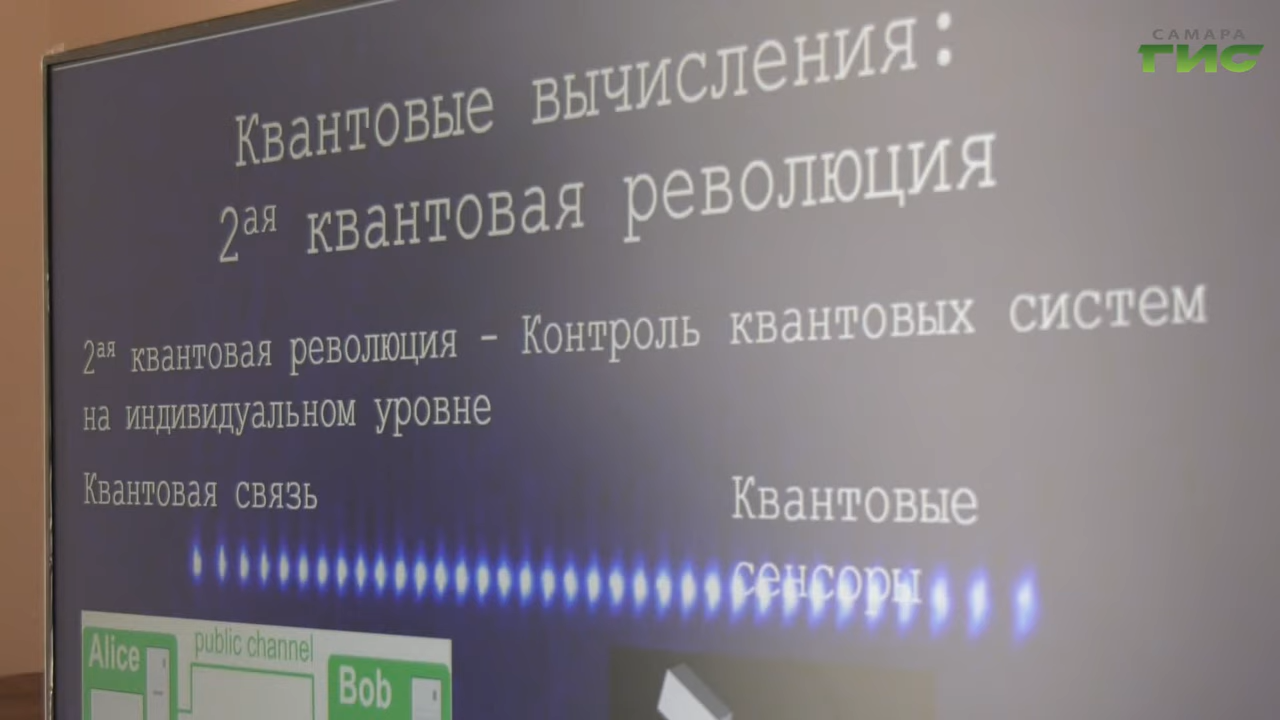 САМАРА
ГИС
Квантовые вычисления:
2ая квантовая революция
2ая квантовая революция - Контроль квантовых систем
на индивидуальном уровне
Квантовая связь
Квантовые
сенсоры
Alice
public channel
Bob